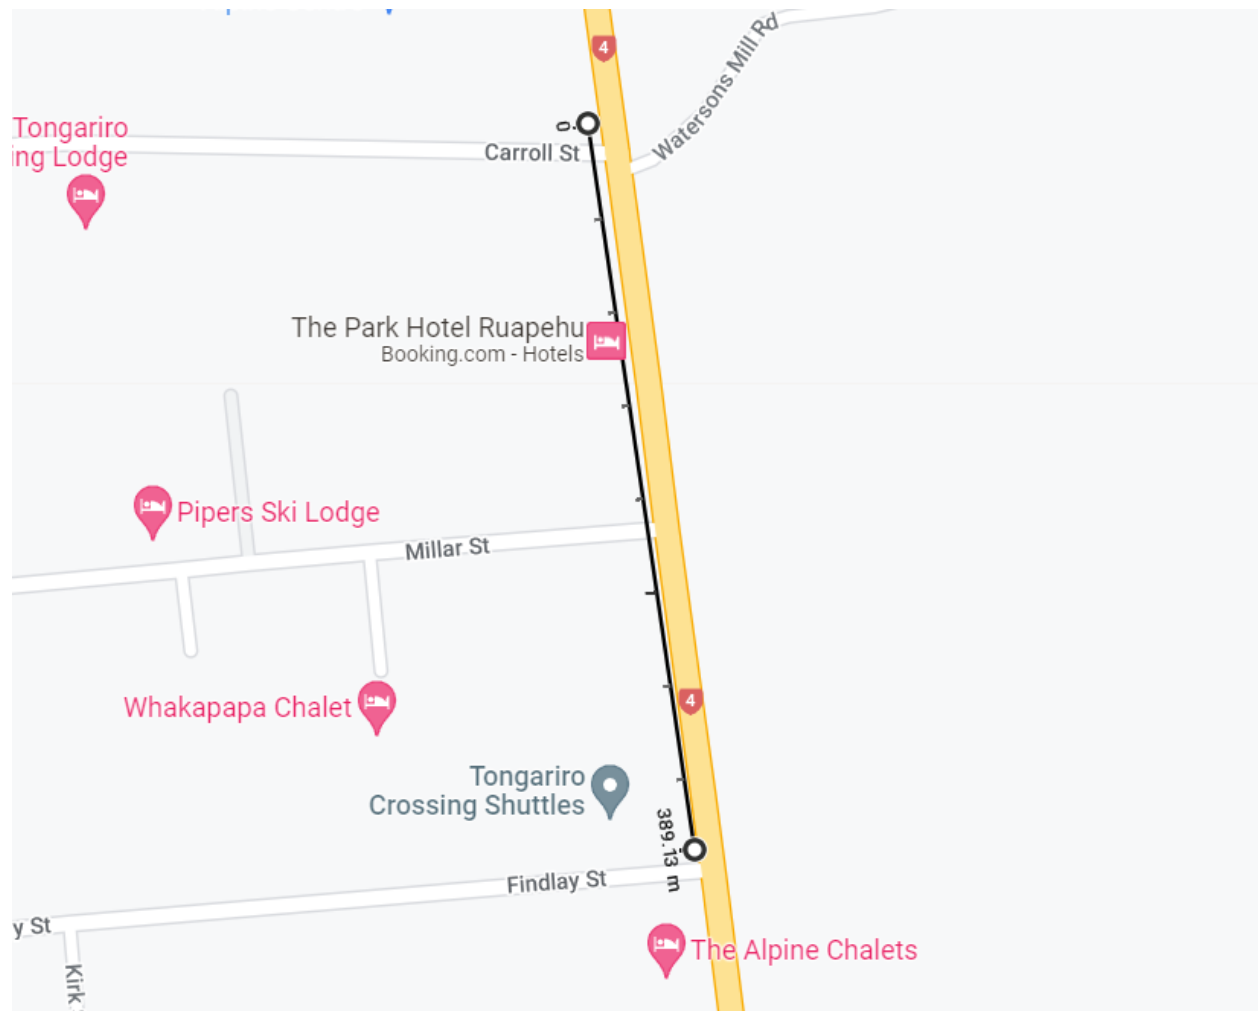 4
Watersons Mill Rd
0
Tongariro
ing Lodge
Carroll St
The Park Hotel Ruapehu
Booking.com - Hotels
Pipers Ski Lodge
Millar St
Whakapapa Chalet
4
Tongariro
Crossing Shuttles
389.13 m
Findlay St
y St
The Alpine Chalets
Kirk